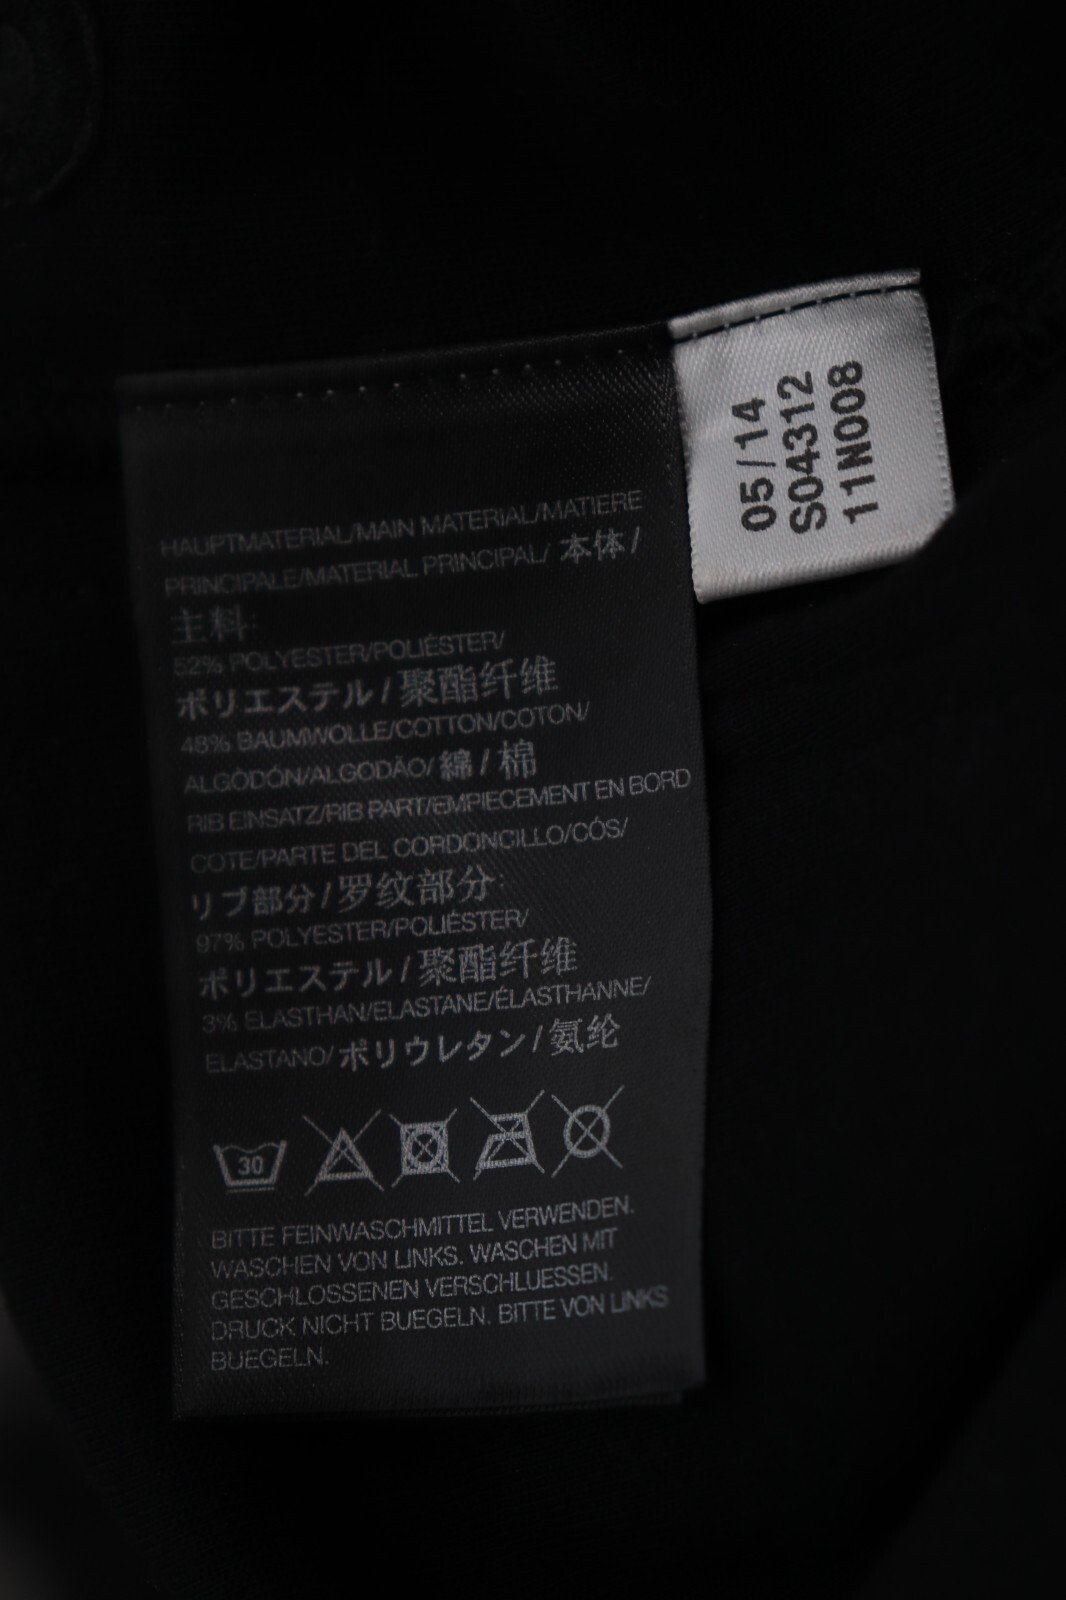 05/14
S04312
11N008
HAUPTMATERIAL/MAIN MATERIAL/MATIERE
PRINCIPALE/MATERIAL PRINCIPAL/ 本体 /
主料:
52% POLYESTER/POLIÉSTER/
ポリエステル / 聚酯纤维
48% BAUMWOLLE/COTTON/COTON/
ALGODÓN/ALGODÃO/ 綿 / 棉
RIB EINSATZ/RIB PART/EMPIECEMENT EN BORD
COTE/PARTE DEL CORDONCILLO/CÓS/
リブ部分 / 罗纹部分:
97% POLYESTER/POLIÉSTER/
ポリエステル / 聚酯纤维
3% ELASTHAN/ELASTANE/ÉLASTHANNE/
ELASTANO/ ポリウレタン / 氨纶
30
BITTE FEINWASCHMITTEL VERWENDEN.
WASCHEN VON LINKS. WASCHEN MIT
GESCHLOSSENEN VERSCHLUESSEN.
DRUCK NICHT BUEGELN. BITTE VON LINKS
BUEGELN.